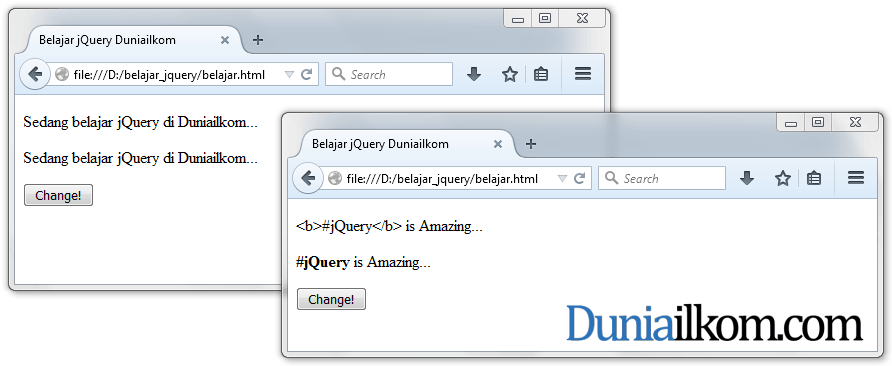 Belajar jQuery Duniailkom
file:///D:/belajar_jquery/belajar.html
Search
Sedang belajar jQuery di Duniailkom...
Sedang belajar jQuery di Duniailkom...
Change!
Belajar jQuery Duniailkom
file:///D:/belajar_jquery/belajar.html
Search
<b>#jQuery</b> is Amazing...
#jQuery is Amazing...
Change!
Duniailkom.com